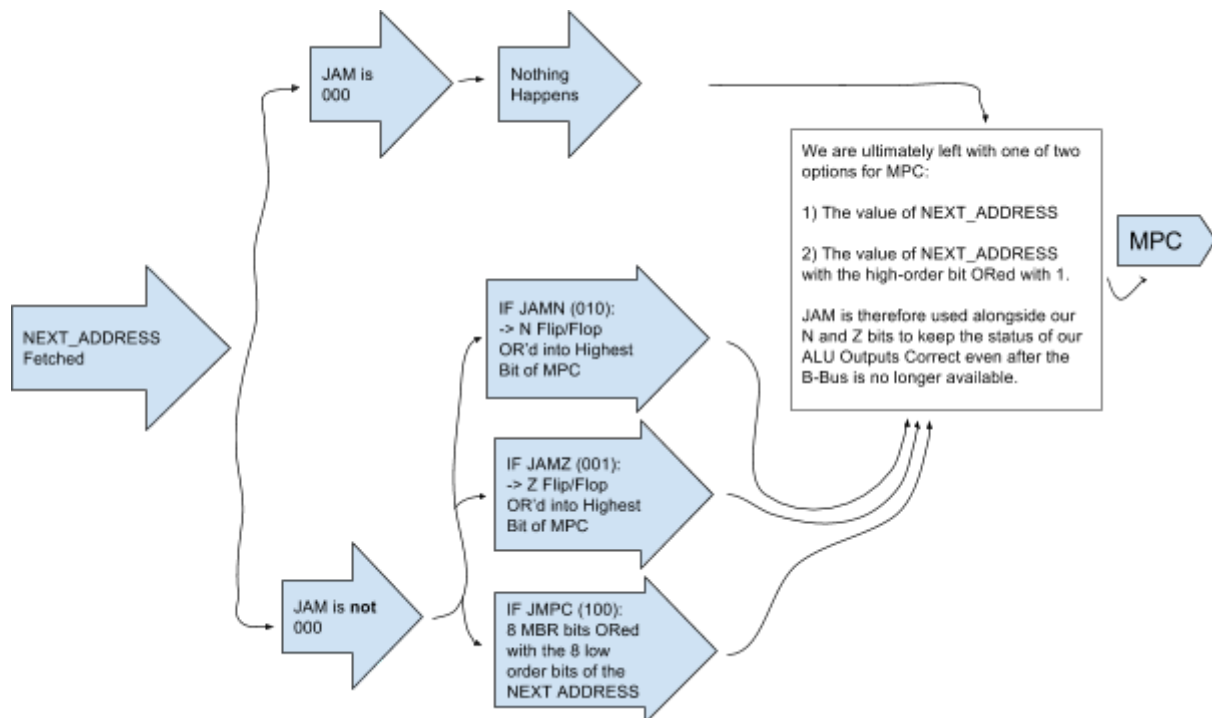 NEXT_ADDRESS
Fetched
JAM is
000
Nothing
Happens
JAM is not
000
IF JAMN (010):
-> N Flip/Flop
OR'd into Highest
Bit of MPC
IF JAMZ (001):
-> Z Flip/Flop
OR'd into Highest
Bit of MPC
IF JMPC (100):
8 MBR bits ORed
with the 8 low
order bits of the
NEXT ADDRESS
We are ultimately left with one of two
options for MPC:
1) The value of NEXT_ADDRESS
2) The value of NEXT_ADDRESS
with the high-order bit ORed with 1.
JAM is therefore used alongside our
N and Z bits to keep the status of our
ALU Outputs Correct even after the
B-Bus is no longer available.
MPC